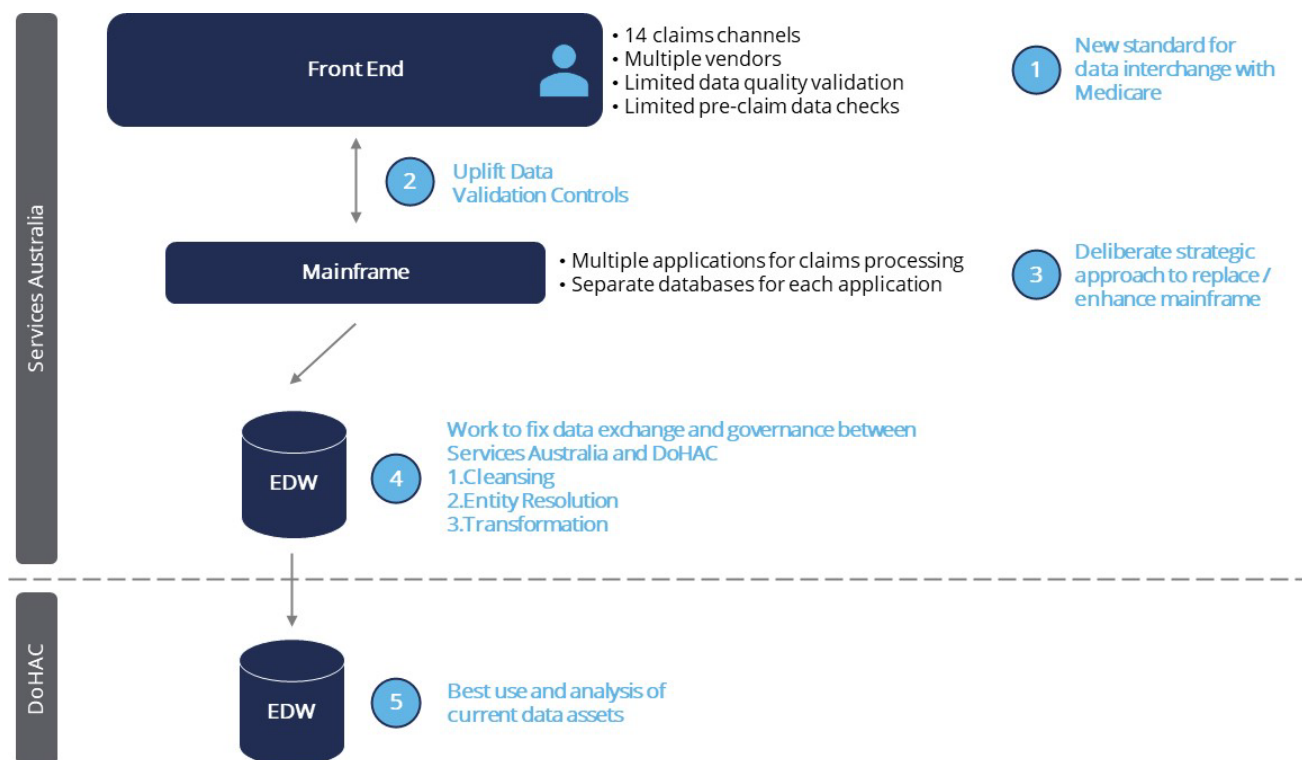 Services Australia
Front End
• 14 claims channels
• Multiple vendors
• Limited data quality validation
• Limited pre-claim data checks
1
New standard for
data interchange with
Medicare
2
Uplift Data
Validation Controls
Mainframe
• Multiple applications for claims processing
• Separate databases for each application
3
Deliberate strategic
approach to replace /
enhance mainframe
EDW
4
Work to fix data exchange and governance between
Services Australia and DoHAC
1.Cleansing
2.Entity Resolution
3.Transformation
DoHAC
EDW
5
Best use and analysis of
current data assets